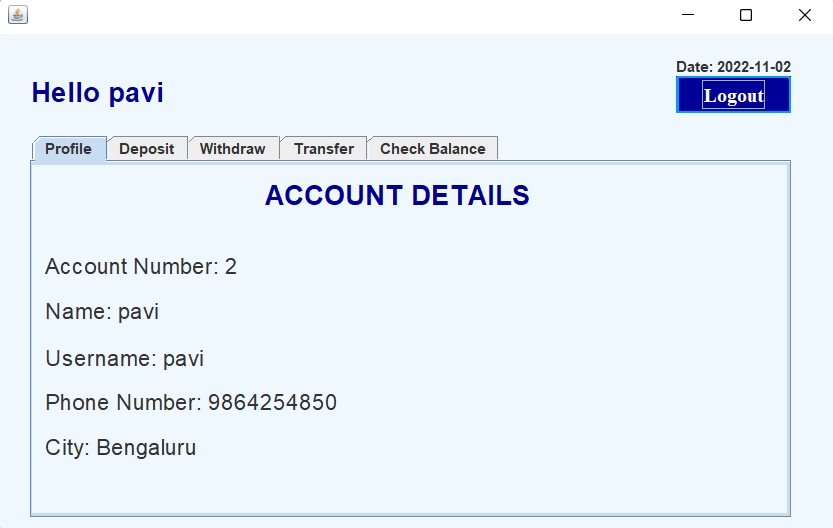 Date: 2022-11-02
Hello pavi
Logout
Profile Deposit Withdraw Transfer Check Balance
ACCOUNT DETAILS
Account Number: 2
Name: pavi
Username: pavi
Phone Number: 9864254850
City: Bengaluru